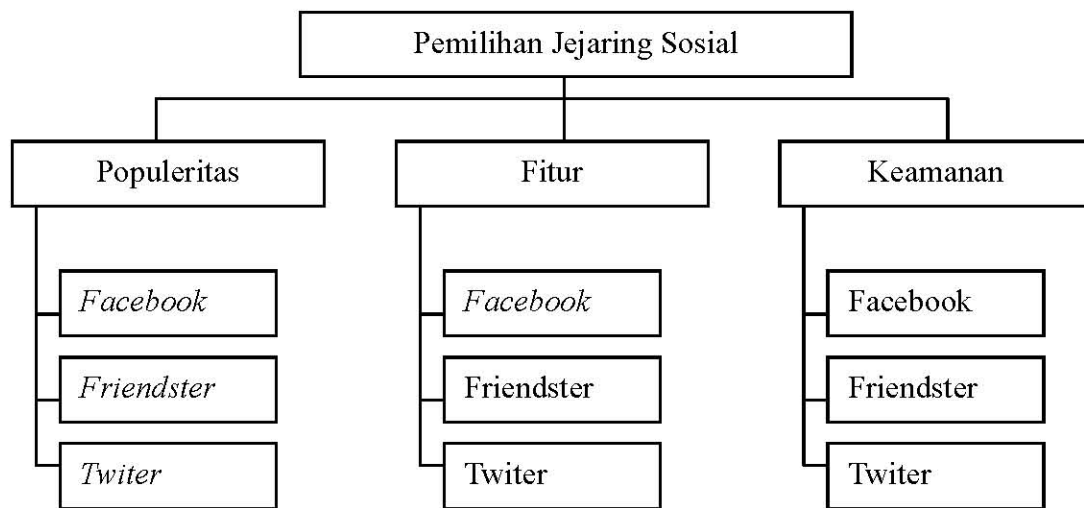 Pemilihan Jejaring Sosial
Populeritas
Fitur
Keamanan
Facebook
Friendster
Twiter
Facebook
Friendster
Twiter
Facebook
Friendster
Twiter